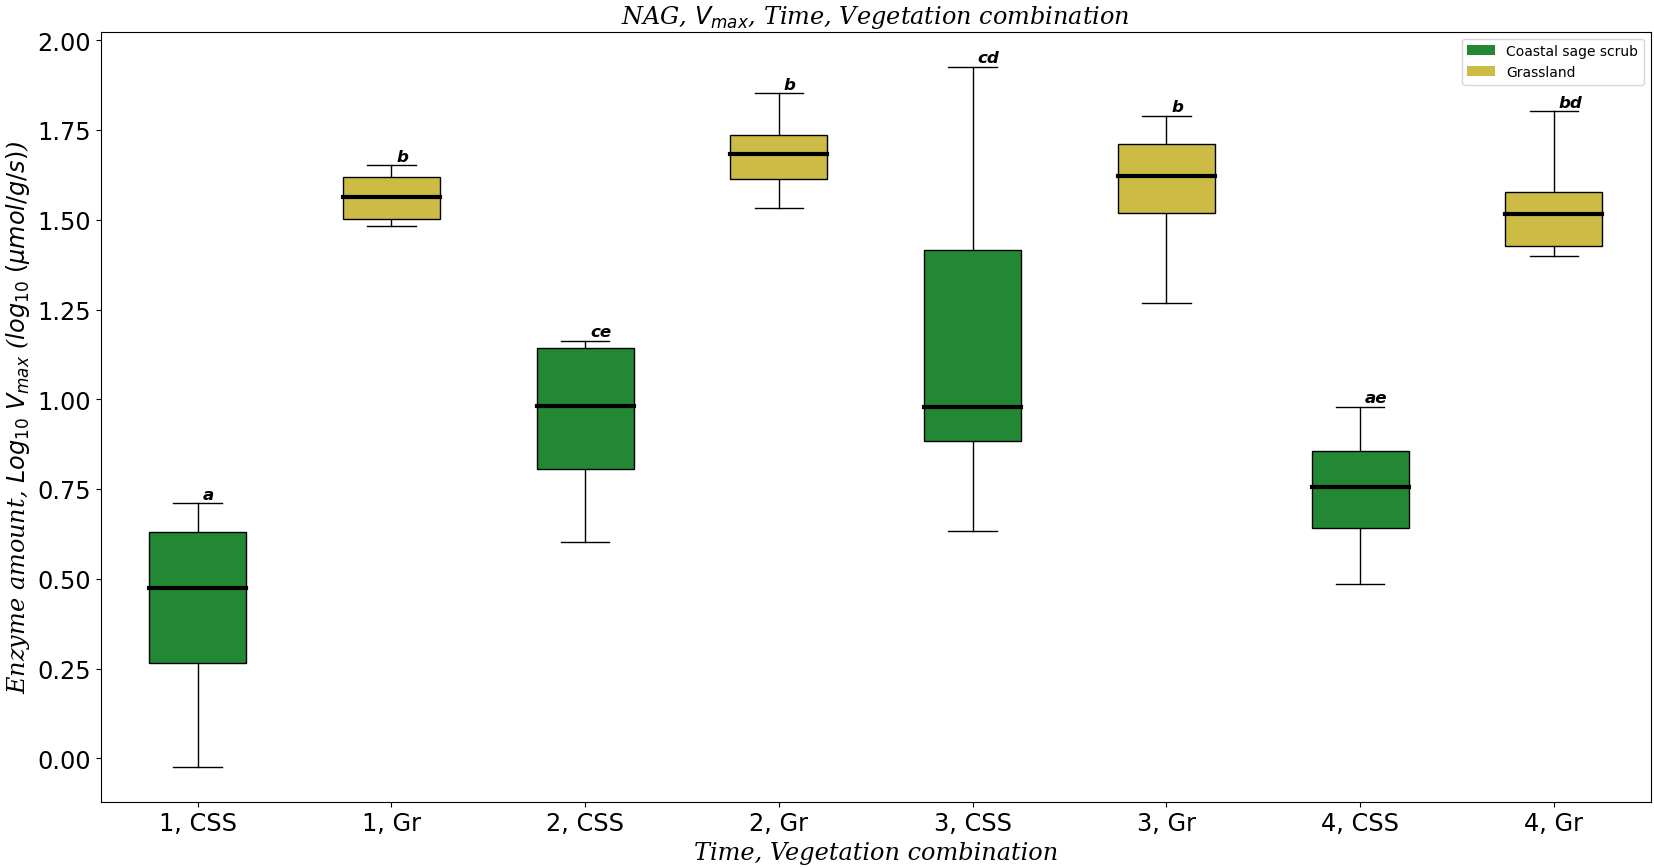 NAG, Vmax, Time, Vegetation combination
Coastal sage scrub
Grassland
Enzyme amount, Log10 Vmax (log10 (μmol/g/s))
2.00
1.75
1.50
1.25
1.00
0.75
0.50
0.25
0.00
a
b
ce
b
cd
b
ae
bd
1, CSS
1, Gr
2, CSS
2, Gr
3, CSS
3, Gr
4, CSS
4, Gr
Time, Vegetation combination